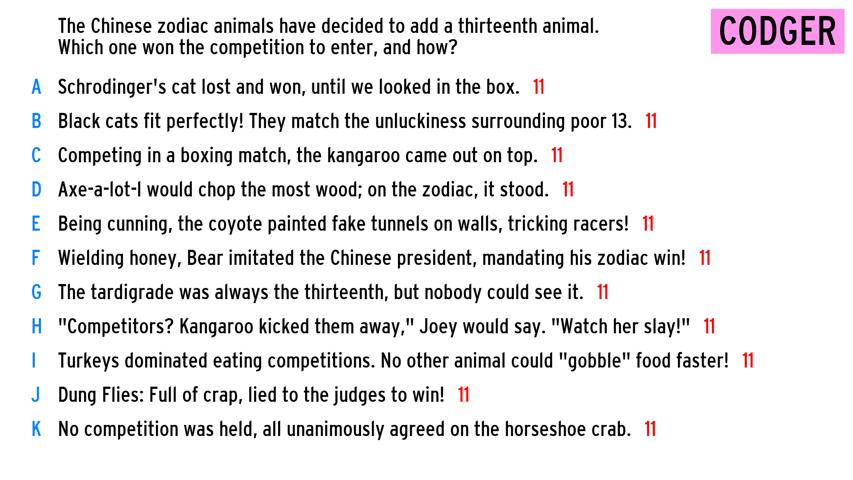 The Chinese zodiac animals have decided to add a thirteenth animal.
Which one won the competition to enter, and how?
CODGER
A Schrodinger's cat lost and won, until we looked in the box. 11
B Black cats fit perfectly! They match the unluckiness surrounding poor 13. 11
C Competing in a boxing match, the kangaroo came out on top. 11
D Axe-a-lot-l would chop the most wood; on the zodiac, it stood. 11
E Being cunning, the coyote painted fake tunnels on walls, tricking racers! 11
F Wielding honey, Bear imitated the Chinese president, mandating his zodiac win! 11
G The tardigrade was always the thirteenth, but nobody could see it. 11
H "Competitors? Kangaroo kicked them away," Joey would say. "Watch her slay!" 11
I Turkeys dominated eating competitions. No other animal could "gobble" food faster! 11
J Dung Flies: Full of crap, lied to the judges to win! 11
K No competition was held, all unanimously agreed on the horseshoe crab. 11